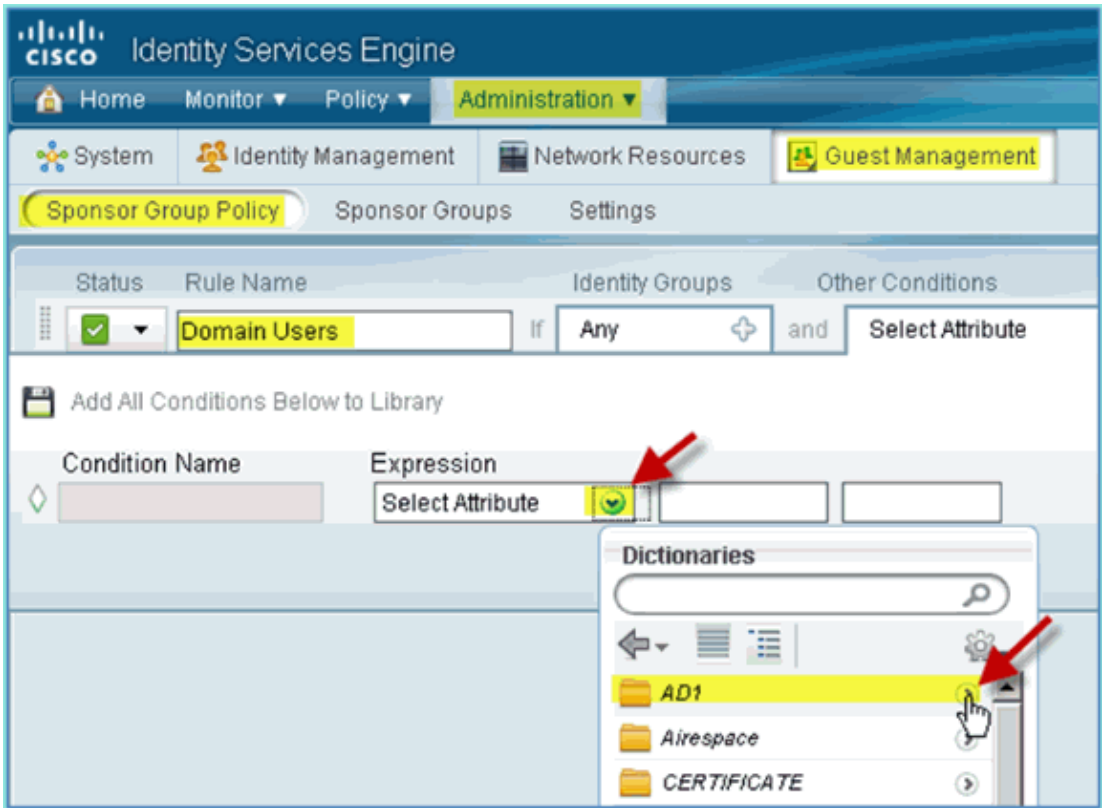 CISCO Identity Services Engine
Home Monitor Policy Administration
System Identity Management Network Resources Guest Management
Sponsor Group Policy Sponsor Groups Settings
Status Rule Name Identity Groups Other Conditions
Domain Users If Any and Select Attribute
Add All Conditions Below to Library
Condition Name Expression
Select Attribute
Dictionaries
AD1
Airespace
CERTIFICATE